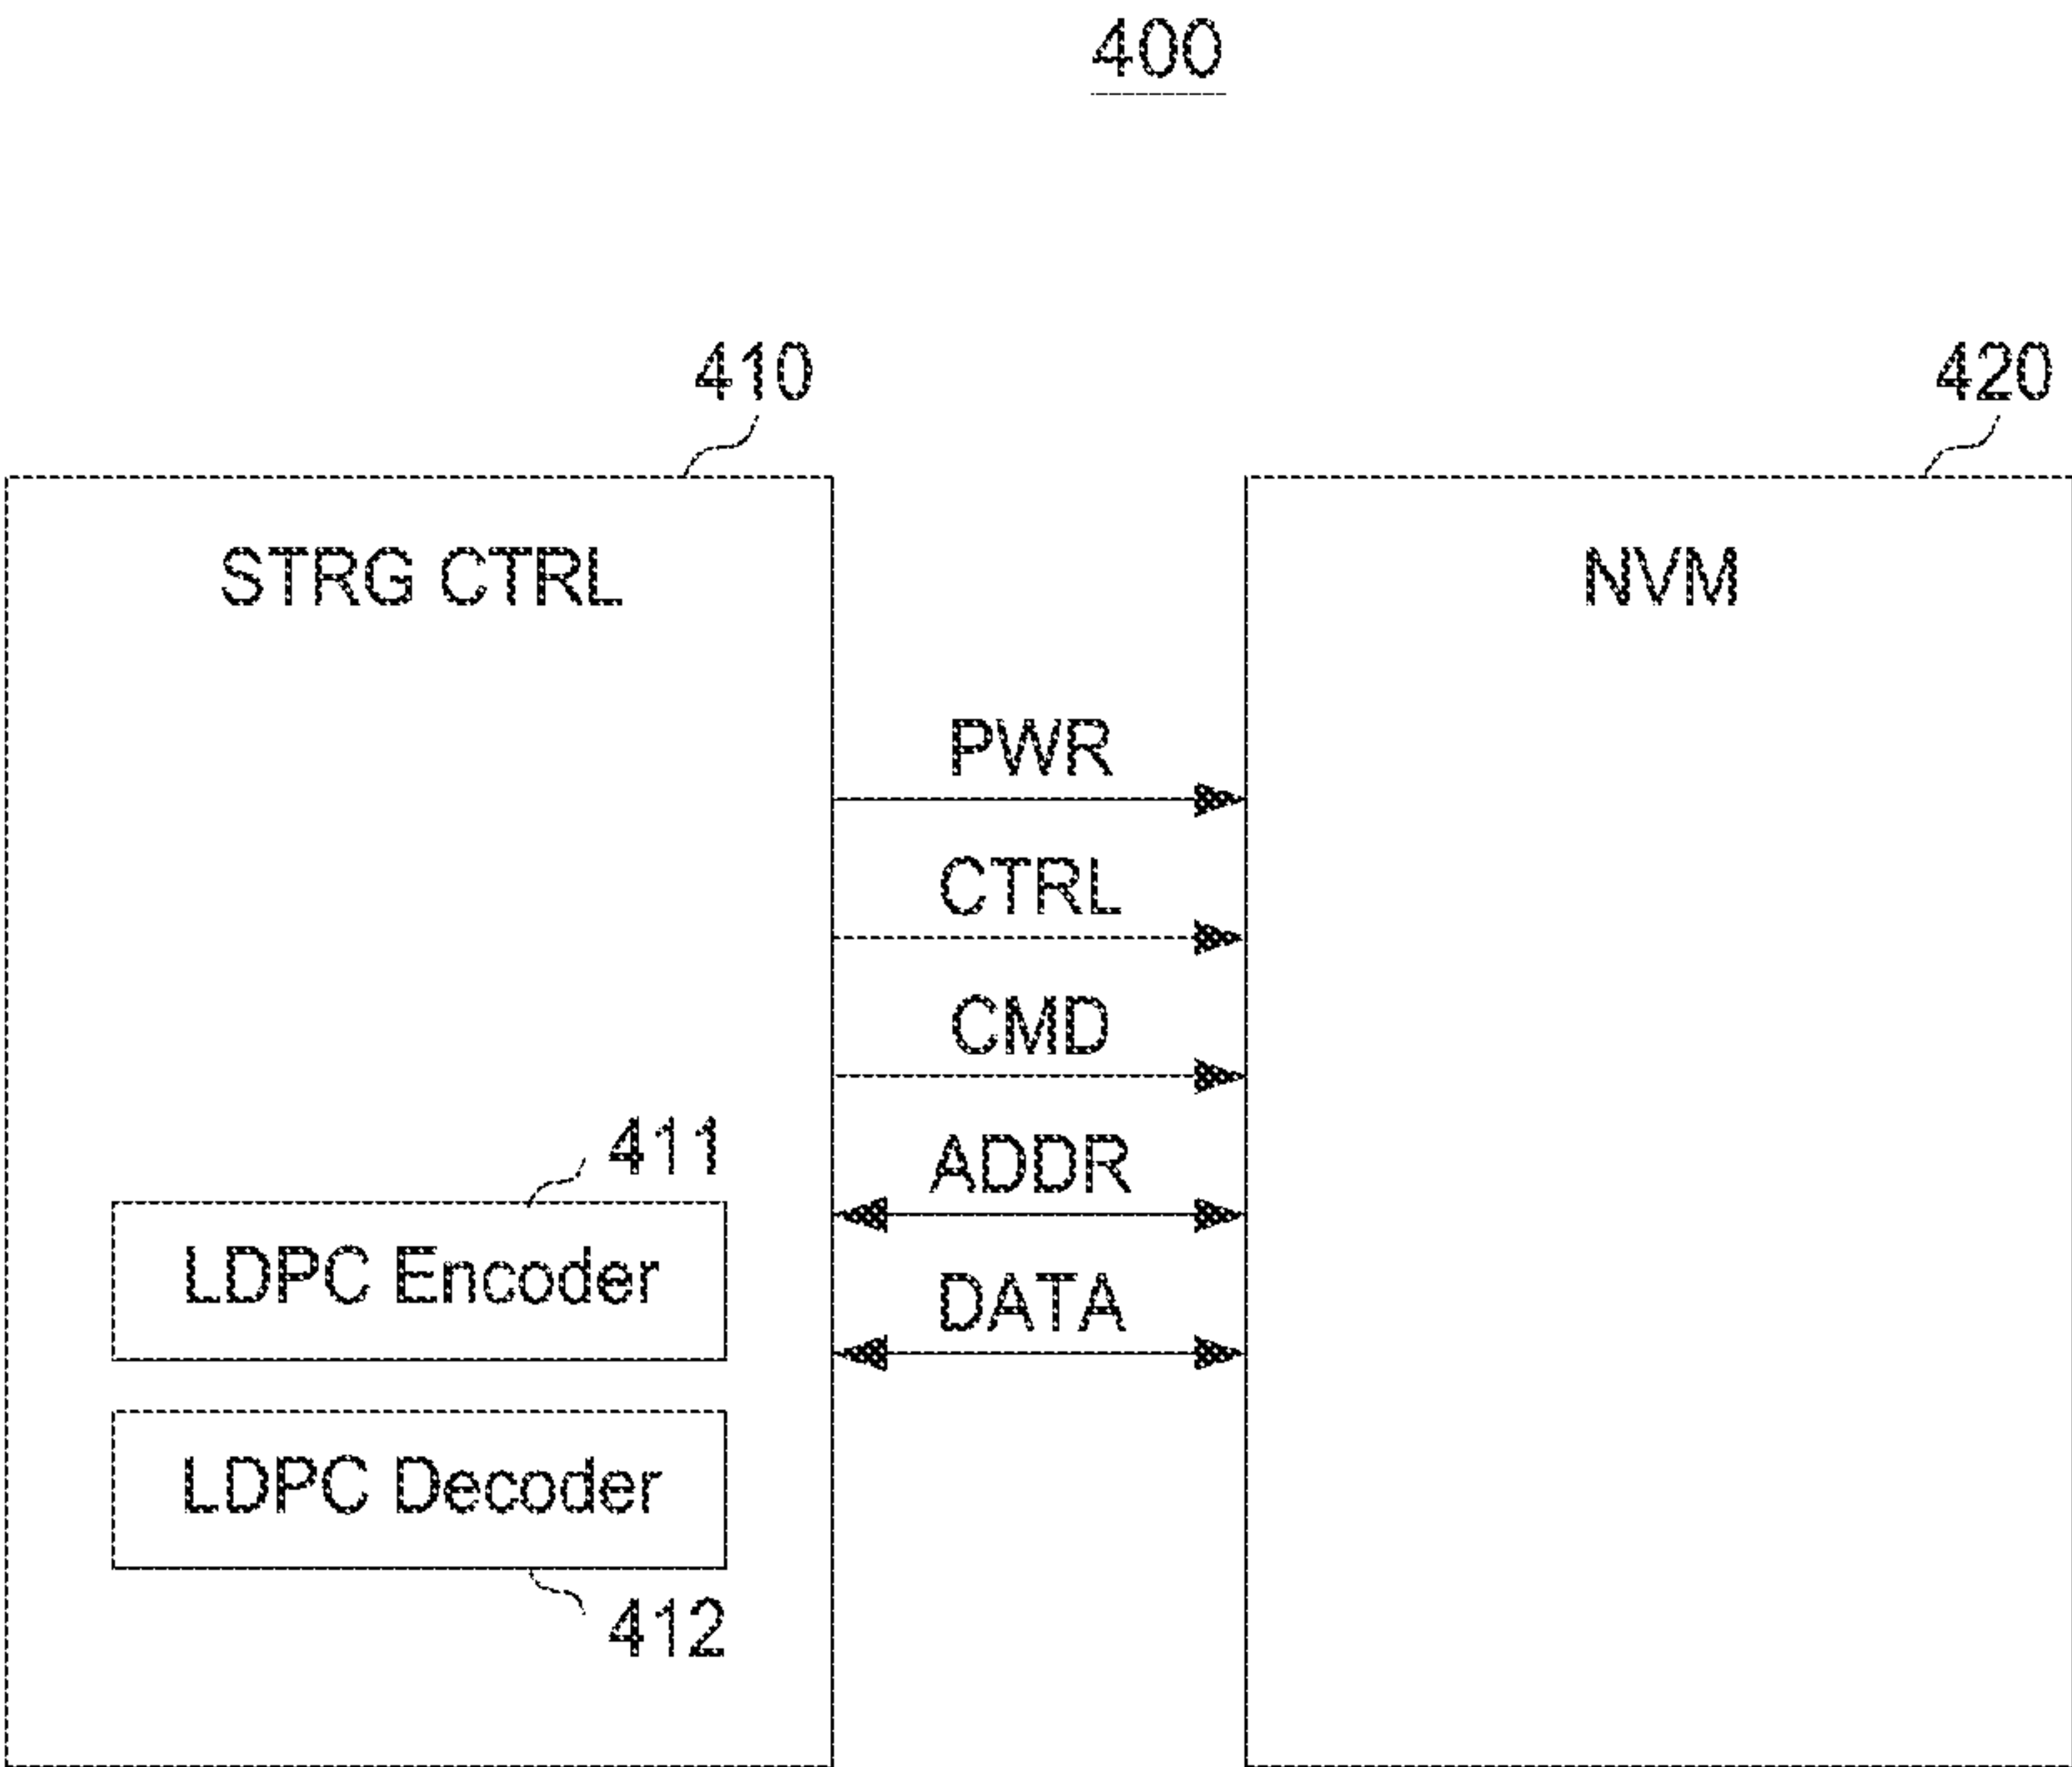 400
410
420
STRG CTRL
NVM
PWR
CTRL
CMD
ADDR
DATA
411
LDPC Encoder
LDPC Decoder
412